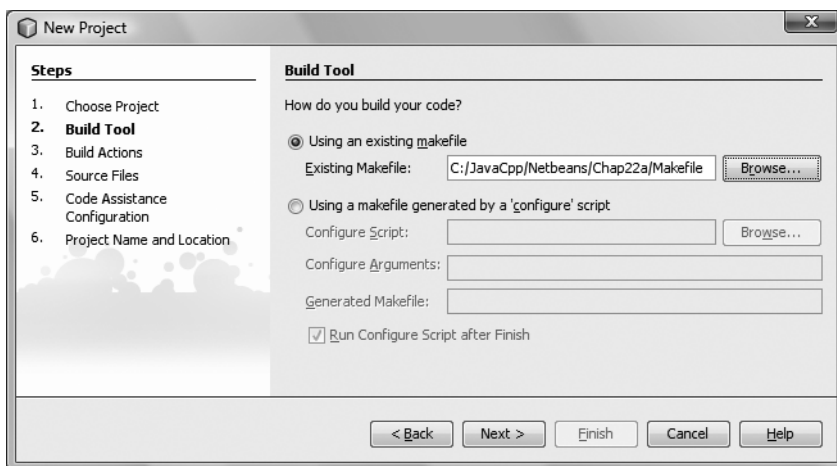 New Project
X
Steps
1. Choose Project
2. Build Tool
3. Build Actions
4. Source Files
5. Code Assistance
Configuration
6. Project Name and Location
Build Tool
How do you build your code?
Using an existing makefile
Existing Makefile: C:/JavaCpp/Netbeans/Chap22a/Makefile Browse...
Using a makefile generated by a 'configure' script
Configure Script: Browse...
Configure Arguments:
Generated Makefile:
Run Configure Script after Finish
< Back Next > Finish Cancel Help